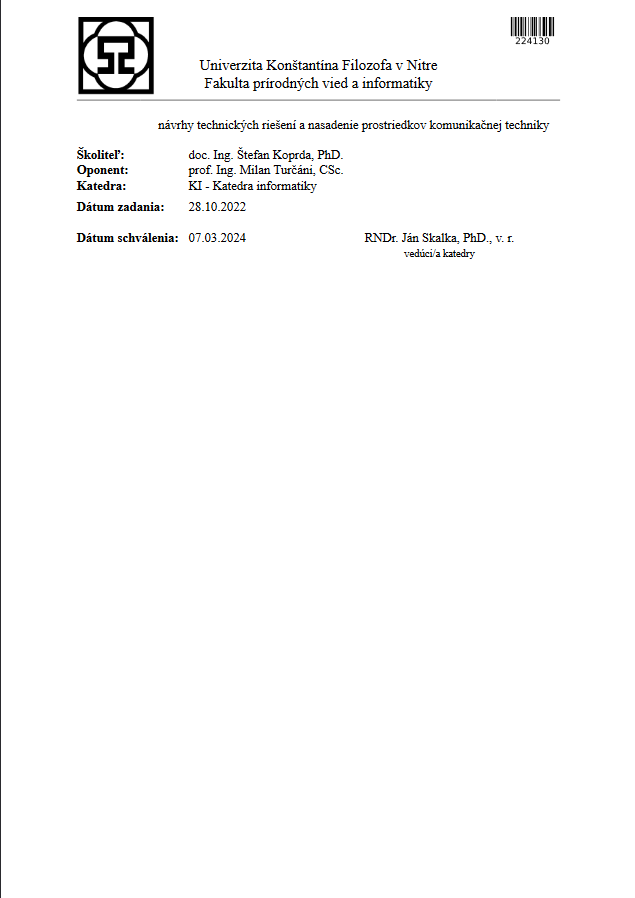 224130
Univerzita Konštantína Filozofa v Nitre
Fakulta prírodných vied a informatiky
návrhy technických riešení a nasadenie prostriedkov komunikačnej techniky
Školiteľ: doc. Ing. Štefan Koprda, PhD.
Oponent: prof. Ing. Milan Turčáni, CSc.
Katedra: KI - Katedra informatiky
Dátum zadania: 28.10.2022
Dátum schválenia: 07.03.2024 RNDr. Ján Skalka, PhD., v. r.
vedúci/a katedry